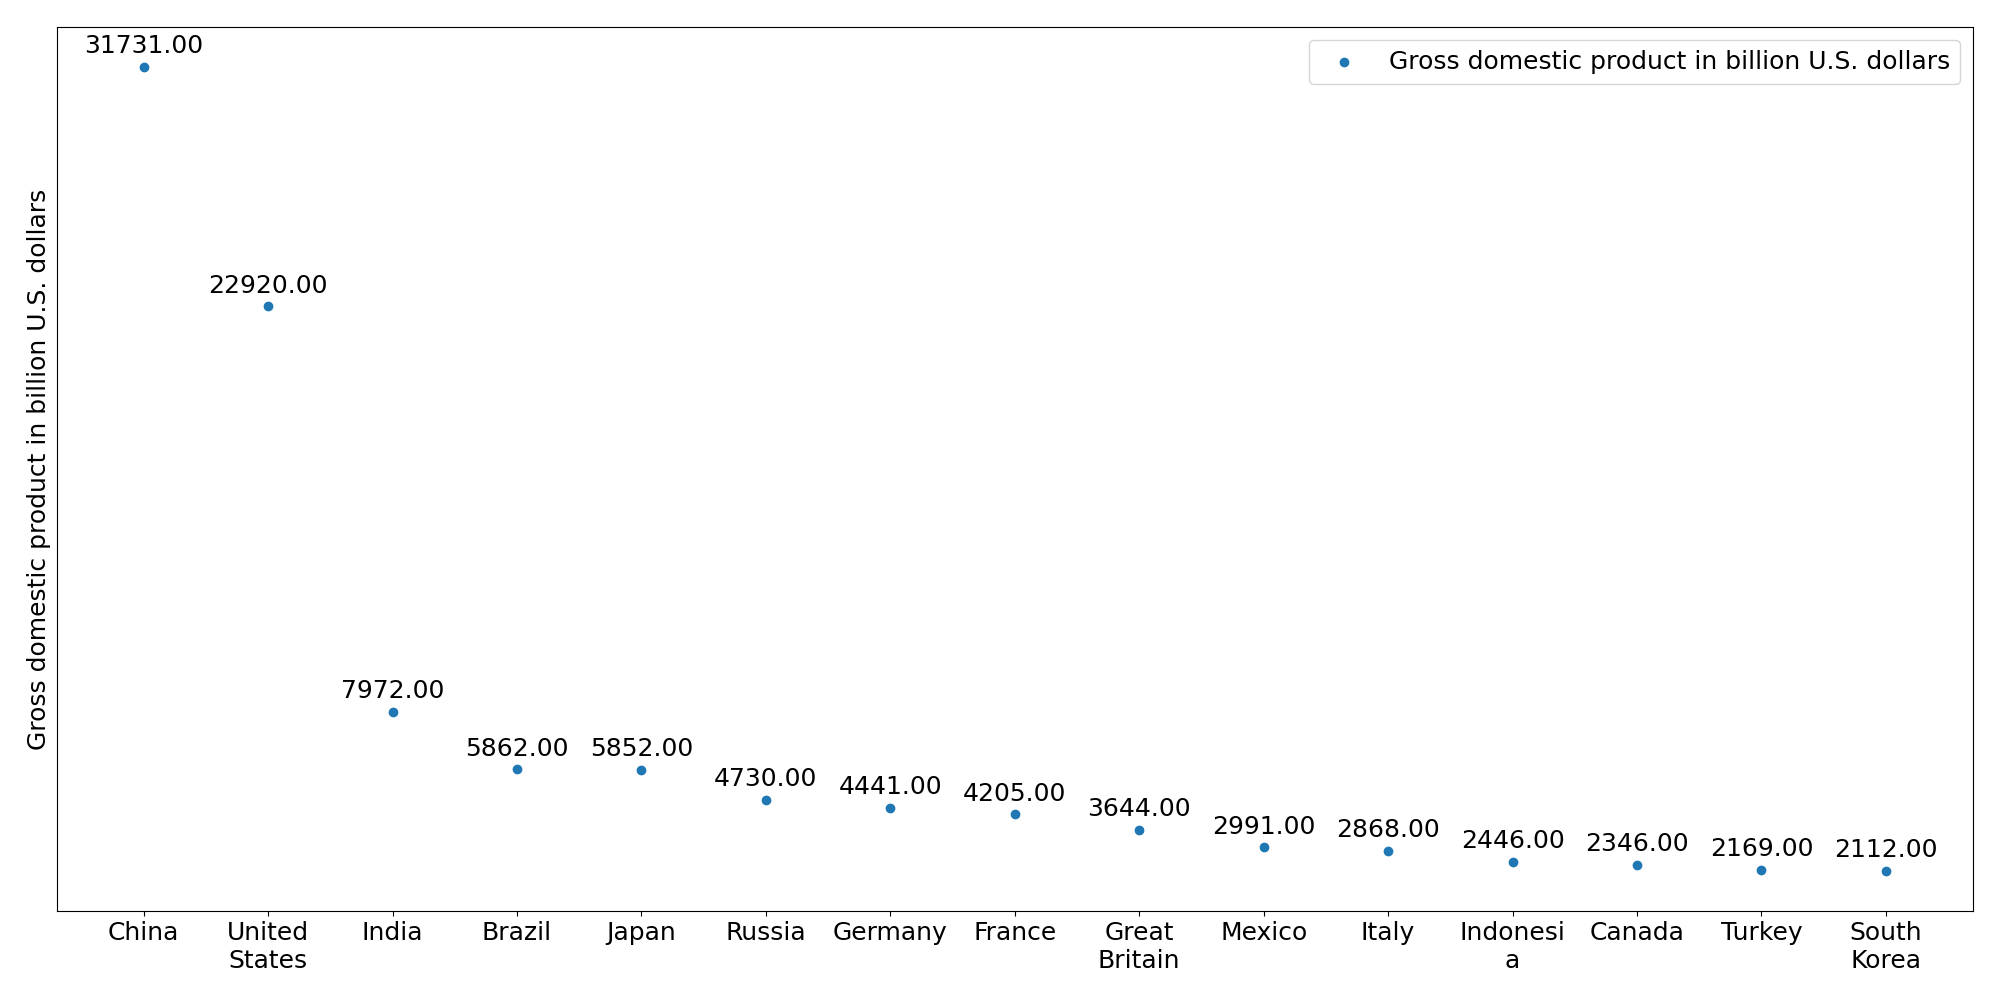 31731.00
Gross domestic product in billion U.S. dollars
22920.00
Gross domestic product in billion U.S. dollars
7972.00
5862.00
5852.00
4730.00
4441.00
4205.00
3644.00
2991.00
2868.00
2446.00
2346.00
2169.00
2112.00
China
United
States
India
Brazil
Japan
Russia
Germany
France
Great
Britain
Mexico
Italy
Indonesi
a
Canada
Turkey
South
Korea